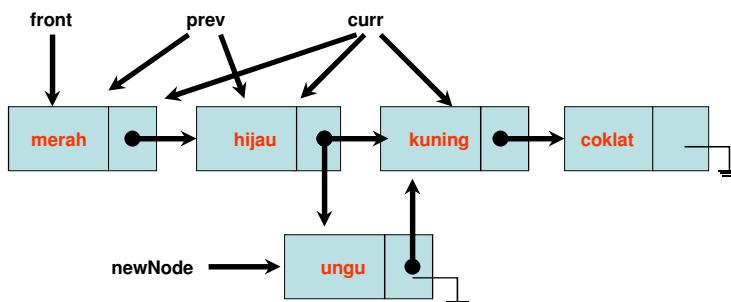 front prev curr
merah hijau kuning coklat
newNode ungu